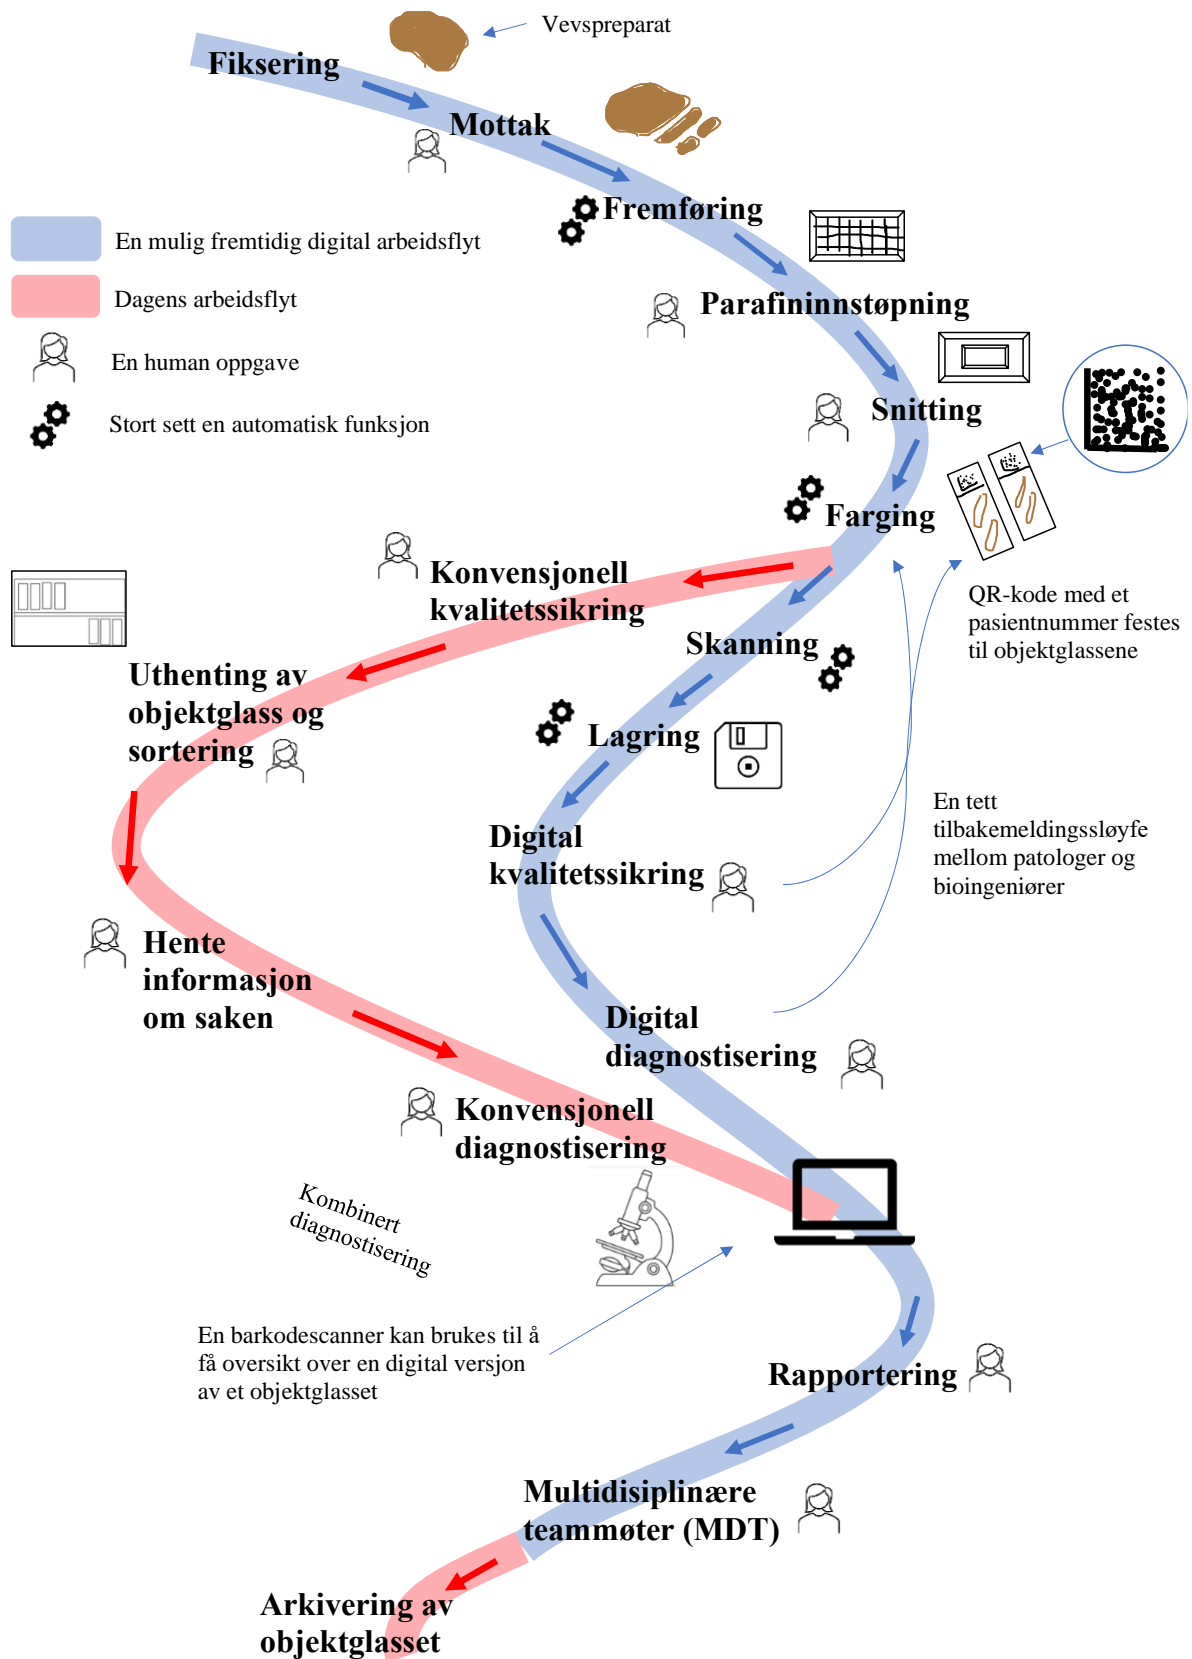 Vevspreparat
Fiksering
Mottak
Fremføring
En mulig fremtidig digital arbeidsflyt
Dagens arbeidsflyt
En human oppgave
Stort sett en automatisk funksjon
Parafininnstøpning
Snitting
Farging
QR-kode med et
pasientnummer festes
til objektglassene
Konvensjonell
kvalitetssikring
Skanning
Uthenting av
objektglass og
sortering
Lagring
Digital
kvalitetssikring
En tett
tilbakemeldingssløyfe
mellom patologer og
bioingeniører
Hente
informasjon
om saken
Digital
diagnostisering
Konvensjonell
diagnostisering
Kombinert
diagnostisering
En barkodescanner kan brukes til å
få oversikt over en digital versjon
av et objektglasset
Rapportering
Multidisiplinære
teammøter (MDT)
Arkivering av
objektglasset